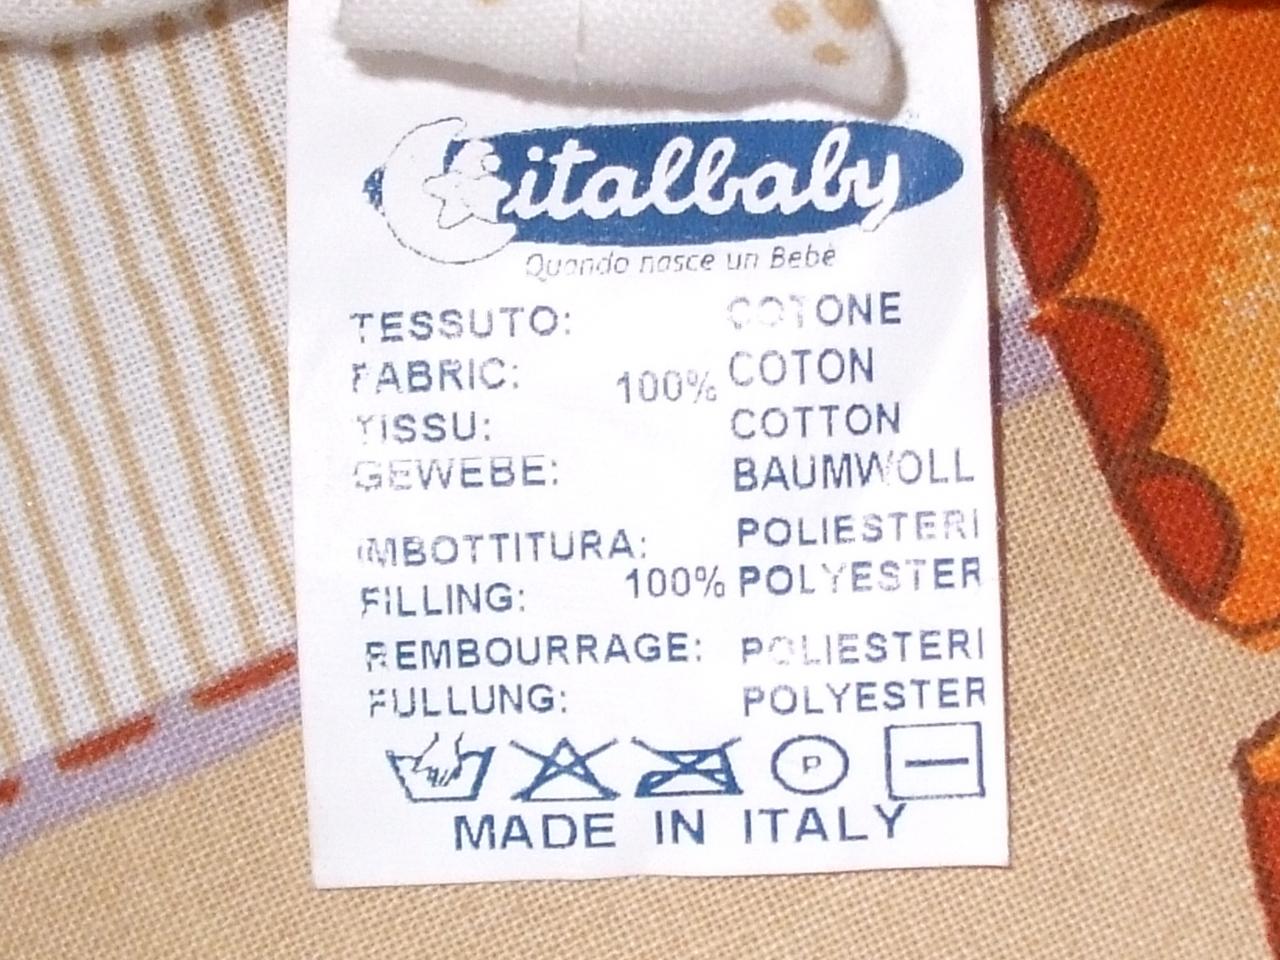 italbaby
Quando nasce un Bebè
TESSUTO: COTONE
FABRIC: 100% COTON
TISSU: COTTON
GEWEBE: BAUMWOLL
IMBOTTITURA: POLIESTERI
FILLING: 100% POLYESTER
REMBOURRAGE: POLIESTERI
FULLUNG: POLYESTER
P
MADE IN ITALY